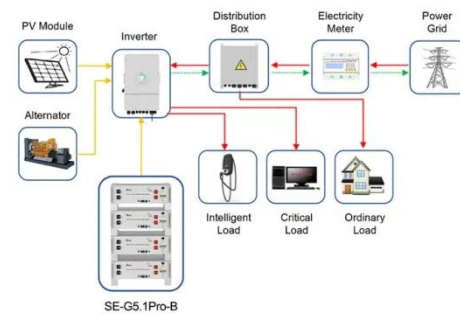 PV Module
Inverter
Distribution
Box
Electricity
Meter
Power
Grid
Alternator
Intelligent
Load
Critical
Load
Ordinary
Load
SE-G5.1Pro-B